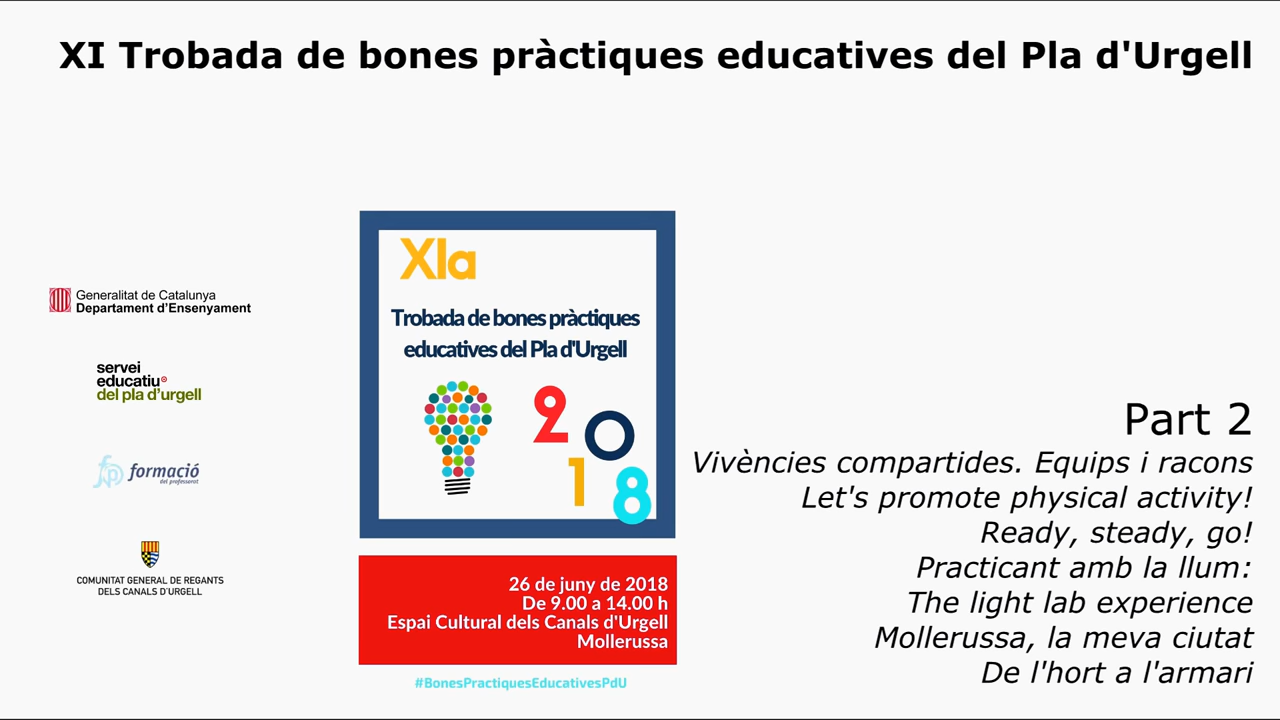 XI Trobada de bones pràctiques educatives del Pla d'Urgell
Generalitat de Catalunya
Departament d'Ensenyament
servei
educatiu
del pla d'urgell
fp formació
del professorat
COMUNITAT GENERAL DE REGANTS
DELS CANALS D'URGELL
XIa
Trobada de bones pràctiques
educatives del Pla d'Urgell
2018
26 de juny de 2018
De 9.00 a 14.00 h
Espai Cultural dels Canals d'Urgell
Mollerussa
#BonesPractiquesEducativesPdU
Part 2
Vivències compartides. Equips i racons
Let's promote physical activity!
Ready, steady, go!
Practicant amb la llum:
The light lab experience
Mollerussa, la meva ciutat
De l'hort a l'armari